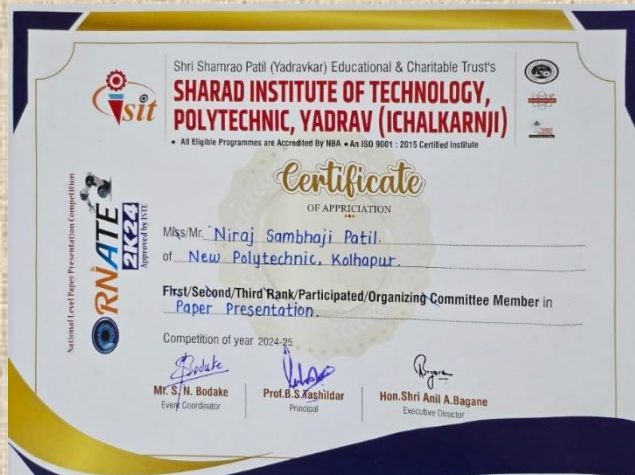 Shri Shamrao Patil (Yadravkar) Educational & Charitable Trust's
SHARAD INSTITUTE OF TECHNOLOGY,
POLYTECHNIC, YADRAV (ICHALKARNJI)
• All Eligible Programmes are Accredited By NBA • An ISO 9001 : 2015 Certified Institute
sit
Certificate
OF APPRICIATION
National Level Paper Presentation Competition
ORNATE
2K24
Approved by ISTE
Miss/Mr. Niraj Sambhaji Patil.
of New Polytechnic, Kolhapur.
First/Second/Third Rank/Participated/Organizing Committee Member in
Paper Presentation.
Competition of year 2024-25
Bodake
Mr. S. N. Bodake
Event Coordinator
Prof.B.S.Tashildar
Principal
Hon.Shri Anil A.Bagane
Executive Director